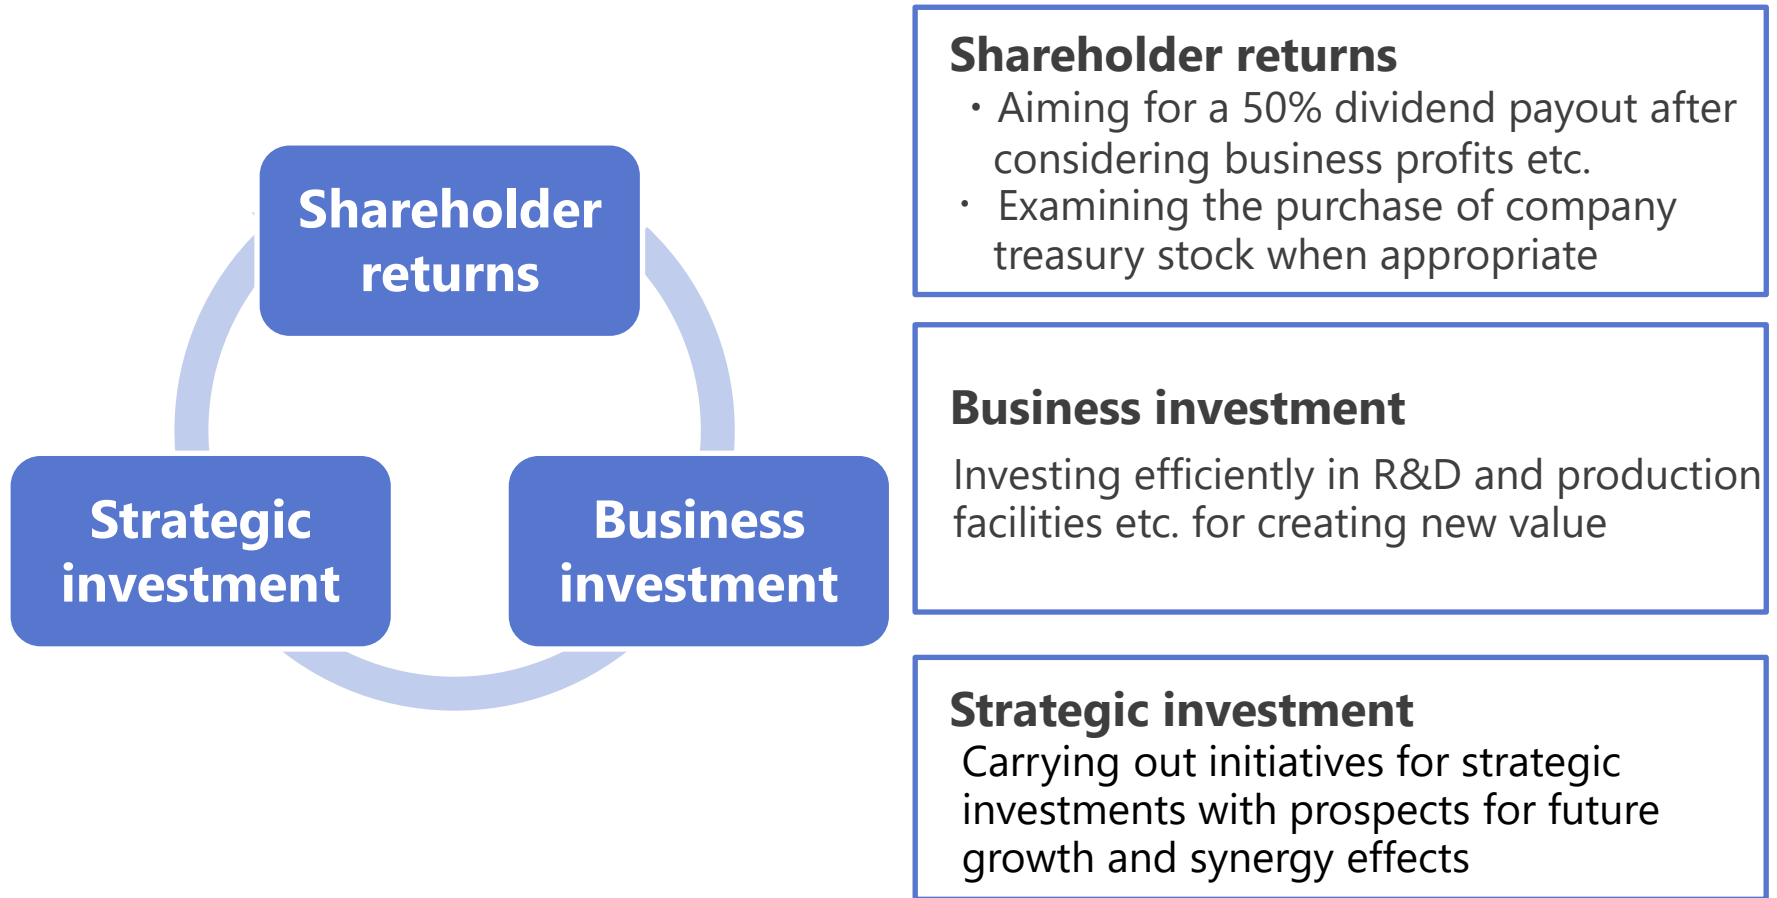 Shareholder
returns
Strategic
investment
Business
investment
Shareholder returns
・Aiming for a 50% dividend payout after
considering business profits etc.
・ Examining the purchase of company
treasury stock when appropriate
Business investment
Investing efficiently in R&D and production
facilities etc. for creating new value
Strategic investment
Carrying out initiatives for strategic
investments with prospects for future
growth and synergy effects